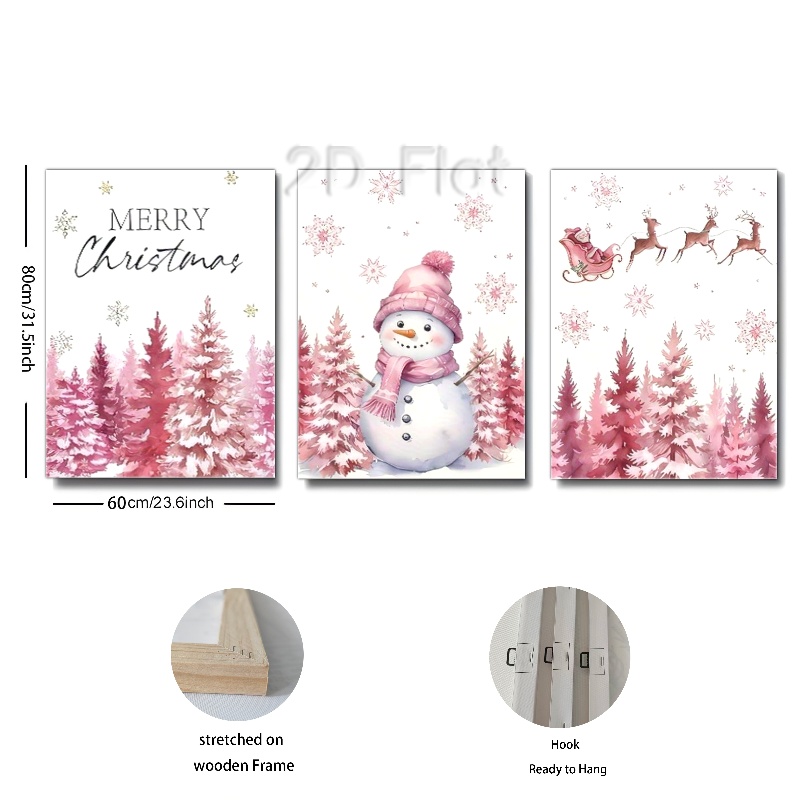 2D Flat
MERRY
Christmas
80cm/31.5inch
60cm/23.6inch
stretched on
wooden Frame
Hook
Ready to Hang